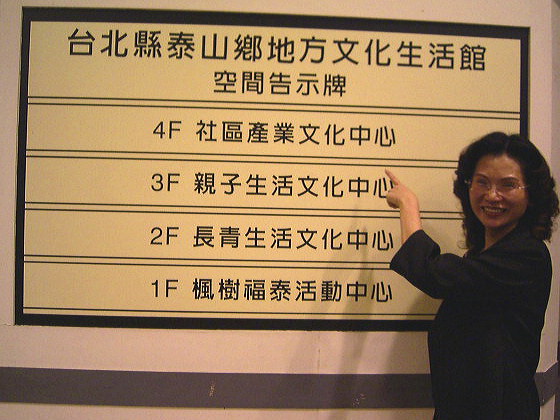 台北縣泰山鄉地方文化生活館
空間告示牌
4F 社區產業文化中心
3F 親子生活文化中心
2F 長青生活文化中心
1F 楓樹福泰活動中心